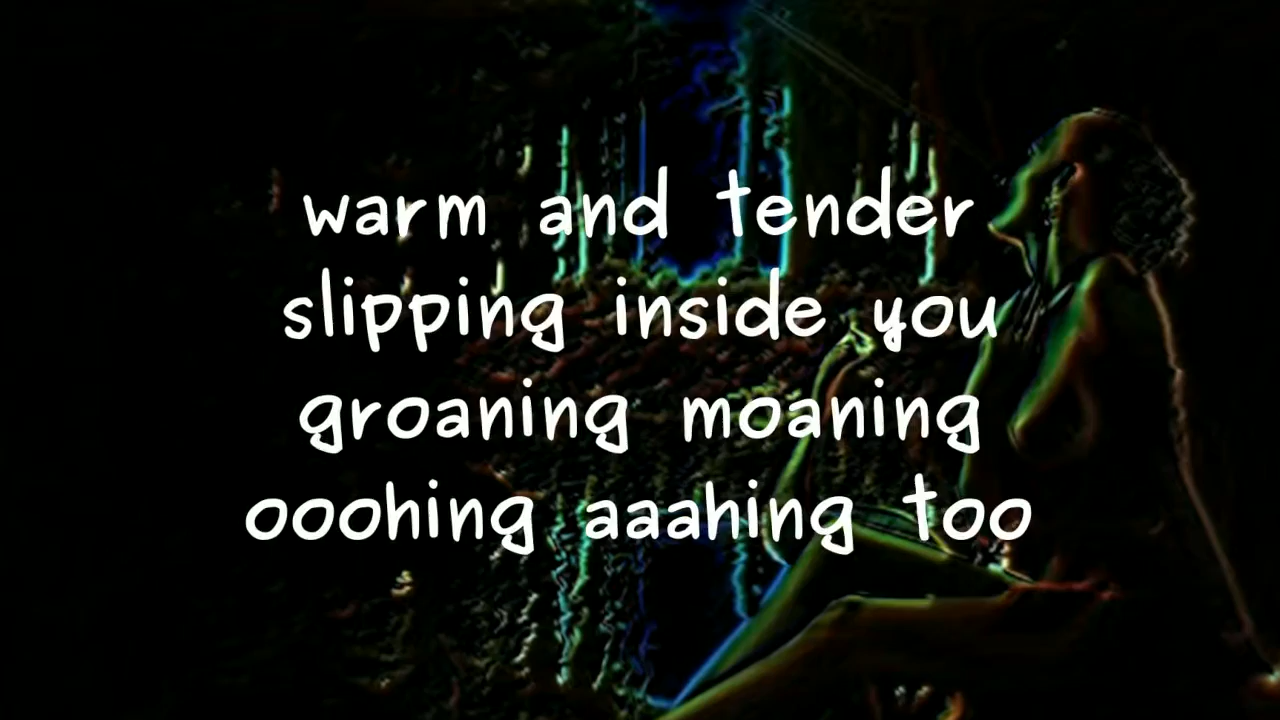 warm and tender
slipping inside you
groaning moaning
ooohing aaahing too